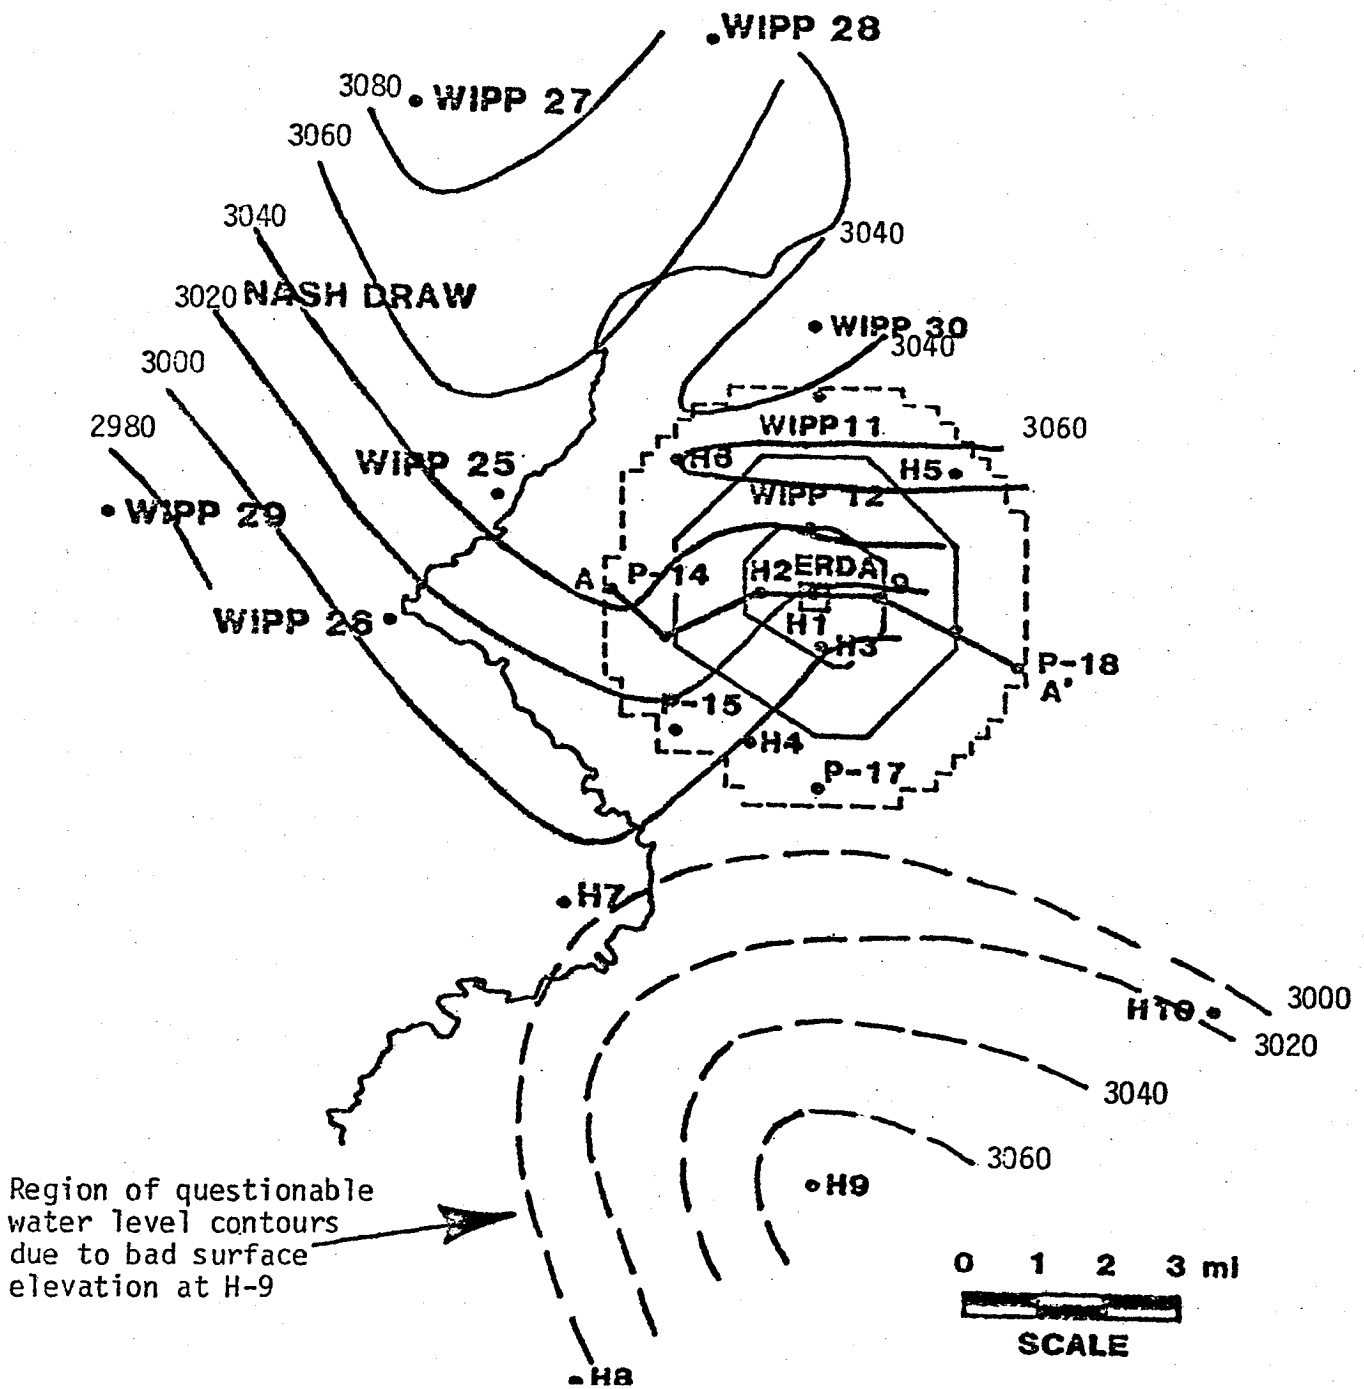 WIPP 28
3080
WIPP 27
3060
3040
3040
NASH DRAW
3020
WIPP 30
3040
3000
2980
WIPP 11
3060
WIPP 25
H6
H5
WIPP 12
WIPP 29
A
P-14
H2
ERDA 9
WIPP 26
H1
H3
P-18
A'
P-15
H4
P-17
H7
3000
H10
3020
3040
3060
H9
Region of questionable
water level contours
due to bad surface
elevation at H-9
0 1 2 3 mi
SCALE
H8